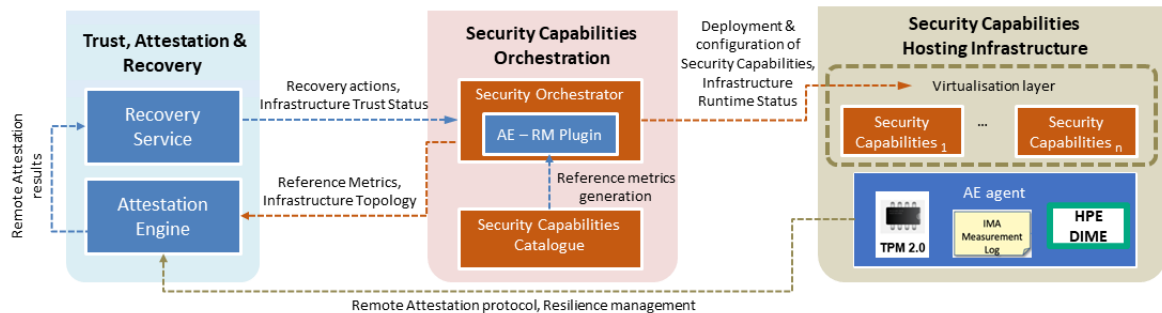 Trust, Attestation &
Recovery
Recovery
Service
Attestation
Engine
Remote Attestation
results
Recovery actions,
Infrastructure Trust Status
Reference Metrics,
Infrastructure Topology
Security Capabilities
Orchestration
Security Orchestrator
AE – RM Plugin
Reference metrics
generation
Security Capabilities
Catalogue
Deployment &
configuration of
Security Capabilities,
Infrastructure
Runtime Status
Security Capabilities
Hosting Infrastructure
Virtualisation layer
Security
Capabilities 1
...
Security
Capabilities n
AE agent
TPM 2.0
IMA
Measurement
Log
HPE
DIME
Remote Attestation protocol, Resilience management